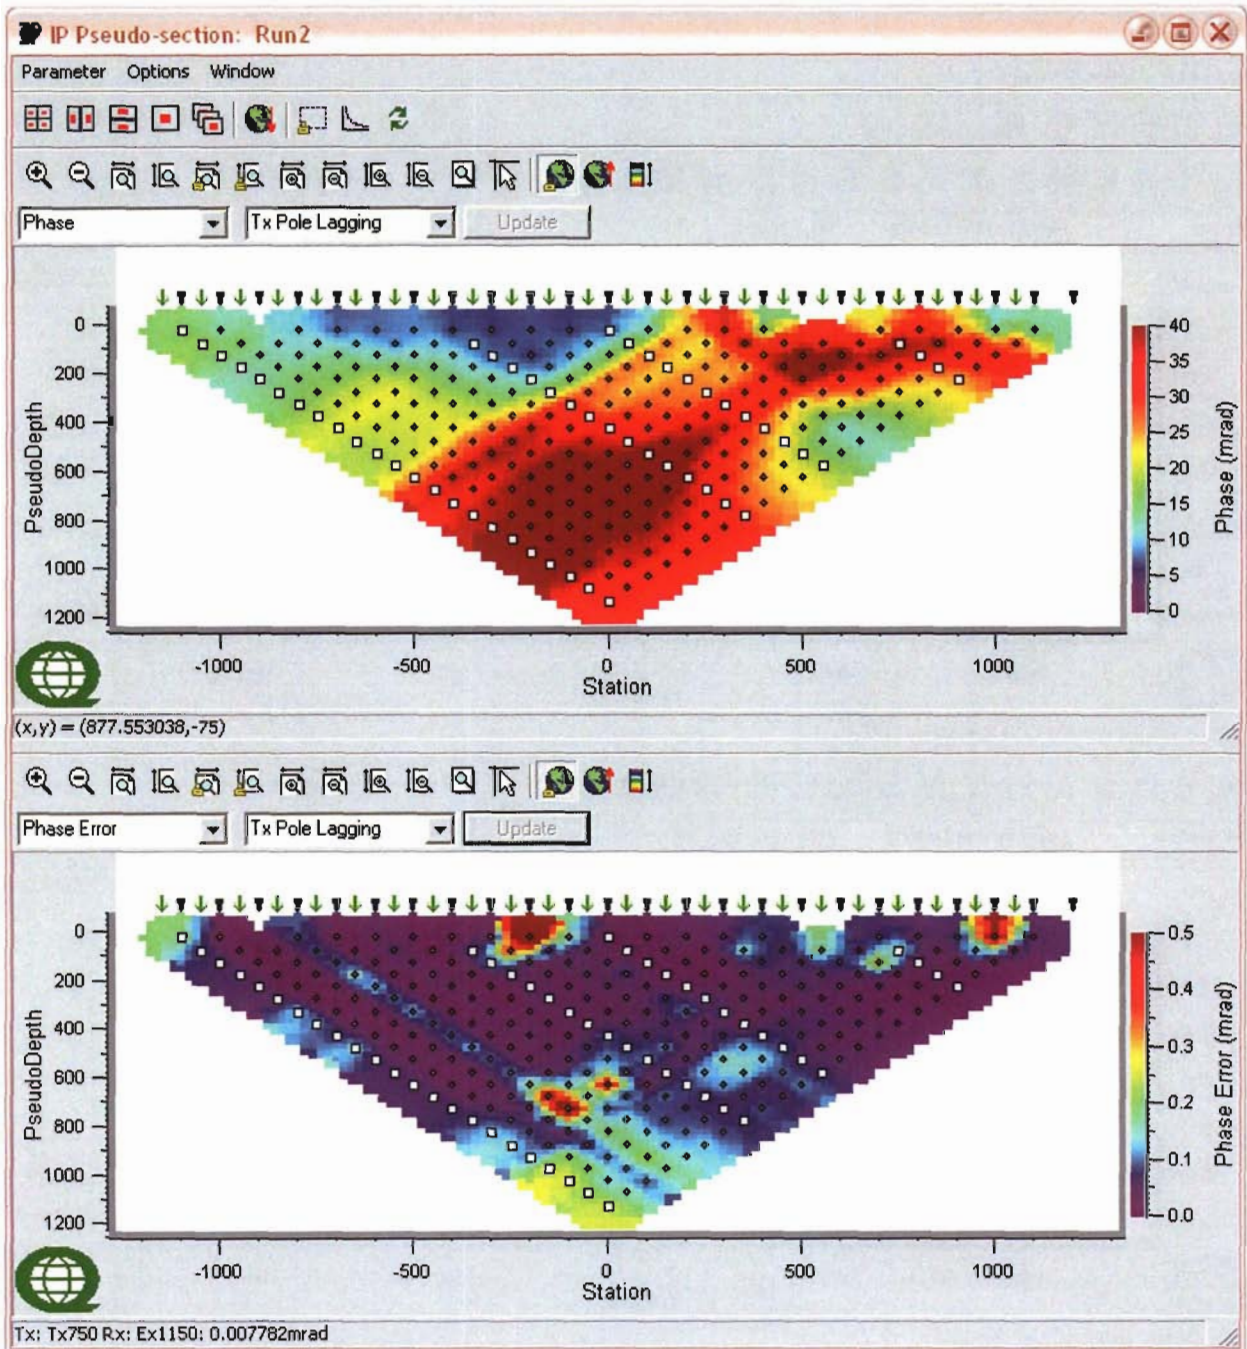 IP Pseudo-section: Run2
Parameter Options Window
Phase Tx Pole Lagging Update
0
200
400
600
800
1000
1200
PseudoDepth
-1000 -500 0 500 1000
Station
40
35
30
25
20
15
10
5
0
Phase (mrad)
(x,y) = (877.553038,-75)
Phase Error Tx Pole Lagging Update
0
200
400
600
800
1000
1200
PseudoDepth
-1000 -500 0 500 1000
Station
0.5
0.4
0.3
0.2
0.1
0.0
Phase Error (mrad)
Tx: Tx750 Rx: Ex1150: 0.007782mrad